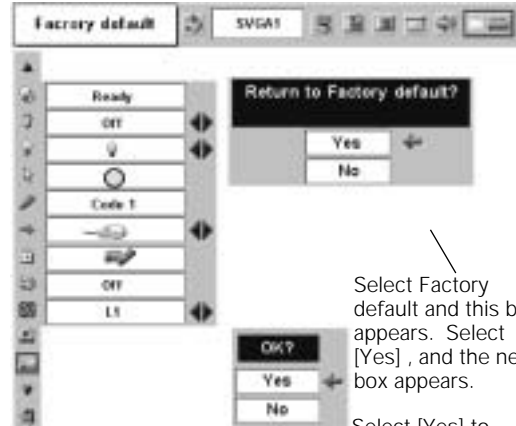 Facrory default
SVGA1
Ready
Off
Code 1
Off
L1
Return to Factory default?
Yes
No
Select Factory
default and this b
appears. Select
[Yes] , and the ne
box appears.
OK?
Yes
No
Select [Yes] to